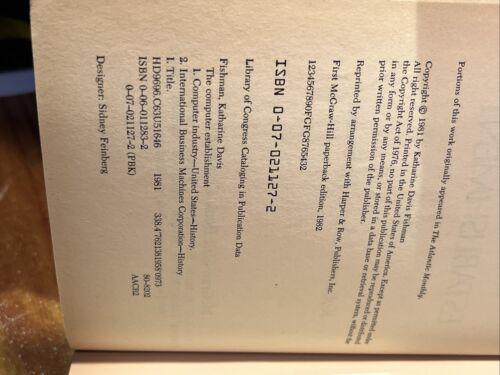 Portions of this work originally appeared in The Atlantic Monthly.
Copyright © 1981 by Katharine Davis Fishman
All rights reserved. Printed in the United States of America. Except as permitted under
the Copyright Act of 1976, no part of this publication may be reproduced or distributed
in any form or by any means, or stored in a data base or retrieval system, without the
prior written permission of the publisher.
Reprinted by arrangement with Harper & Row, Publishers, Inc.
First McGraw-Hill paperback edition, 1982
1234567890FGFG8765432
ISBN 0-07-021127-2
Library of Congress Cataloging in Publication Data
Fishman, Katharine Davis
The computer establishment
1. Computer industry—United States—History.
2. International Business Machines Corporation—History
I. Title.
HD9696.C63U51646 1981 338.4'7621381958'0973
ISBN 0-06-011283-2 80-8202
0-07-021127-2 (PBK) AACR2
Designer: Sidney Feinberg